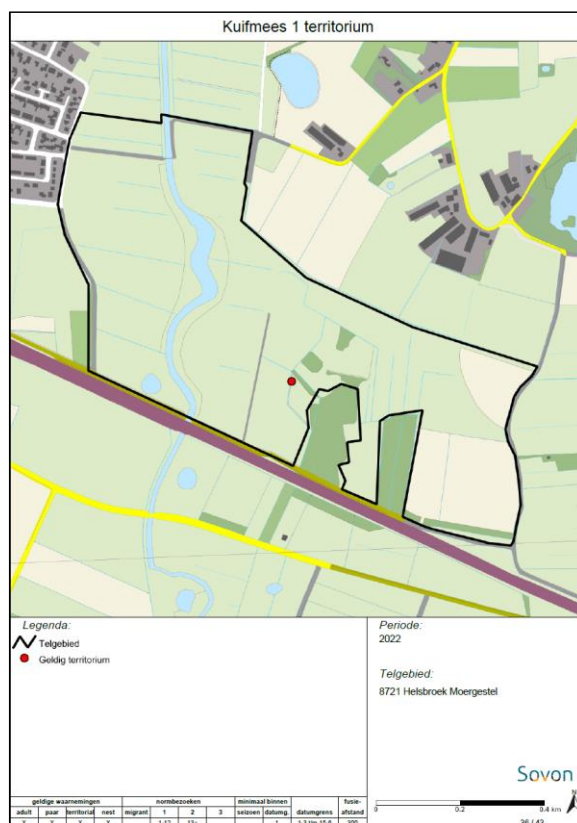 Kuifmees 1 territorium
Legenda:
Telgebied
Geldig territorium
Periode:
2022
Telgebied:
8721 Helsbroek Moergestel
Sovon
0 0.2 0.4 km
N
geldige waarnemingen normbezoeken minimaal binnen fusie-
adult paar territorial nest migrant 1 2 3 seizoen datumg. datumgrens afstand
36 / 43